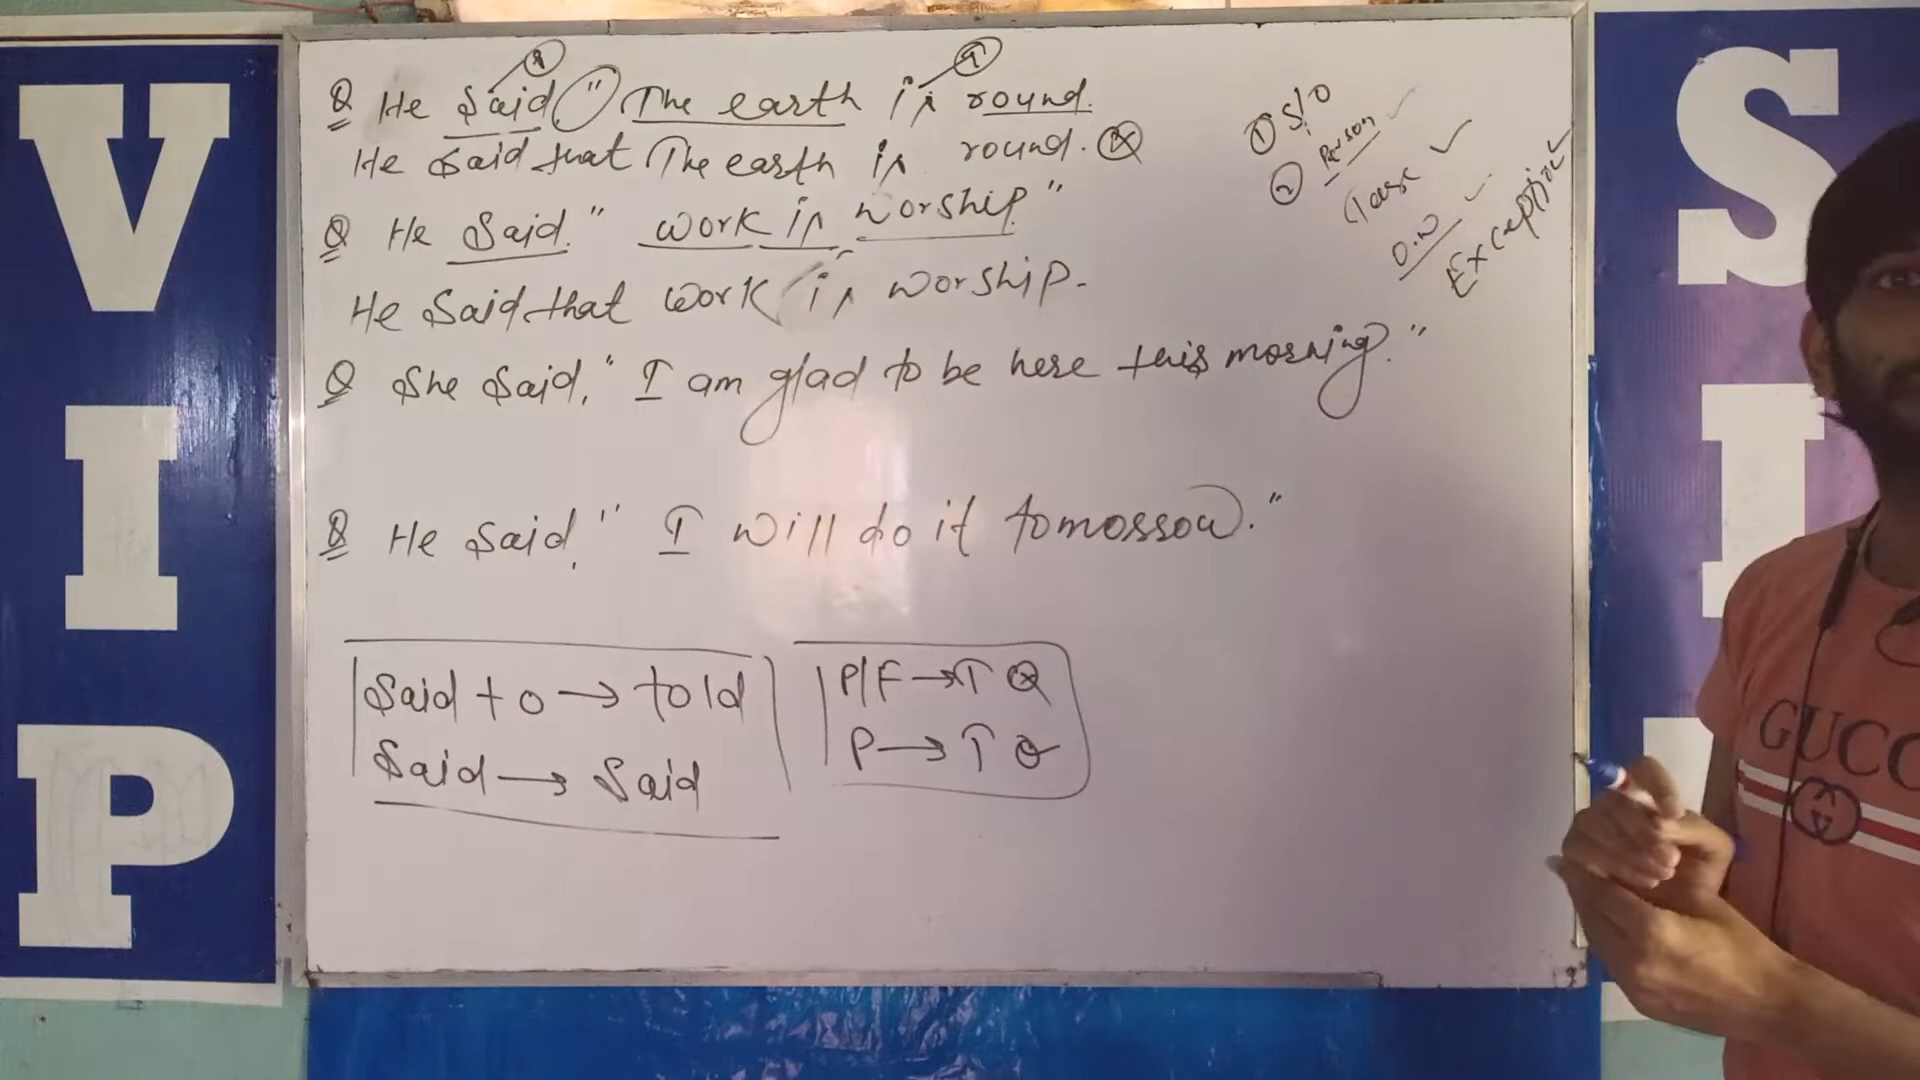 VIP
Q He Said " The earth is round.
He Said that The earth is round.
Q He Said." work is worship"
He Said that work is worship.
Q She Said, " I am glad to be here this morning."
Q He Said, " I will do it tomorrow."
Said + O → told
Said → Said
P/F → T
P → T
① S/O
② Person ✓
Tense ✓
O.W ✓
Exception ✓
SI
GUCC